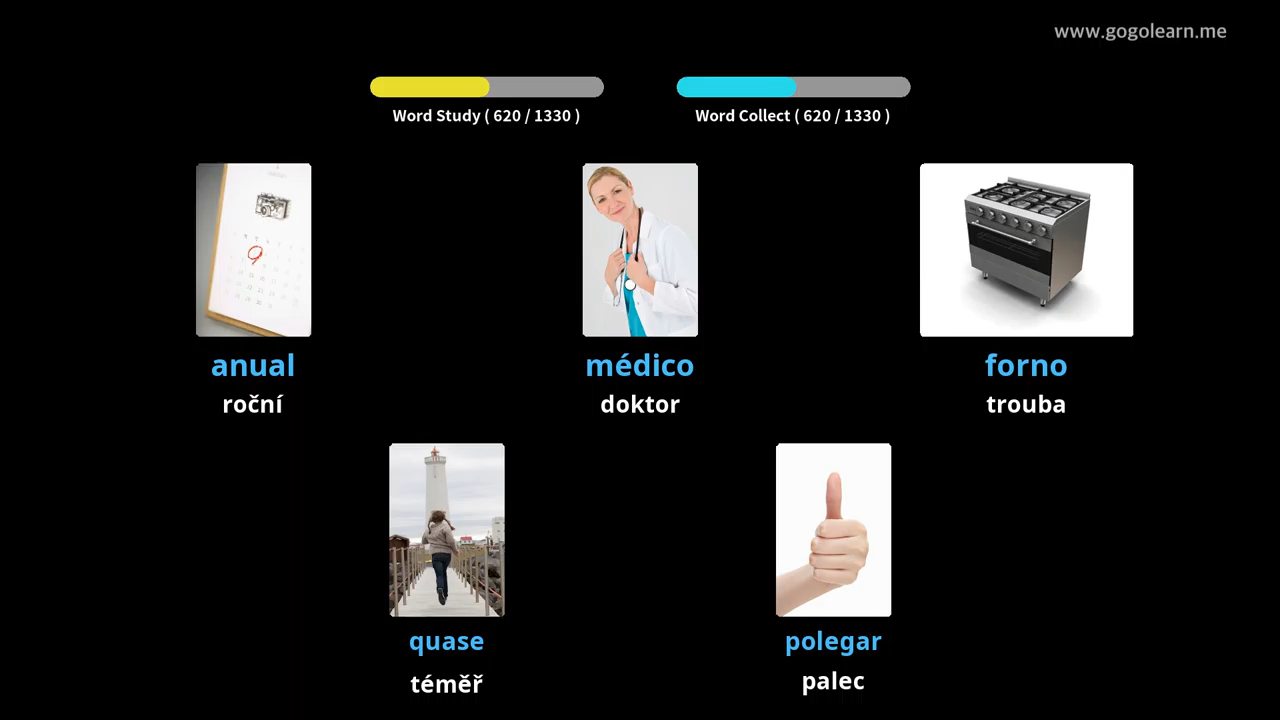 www.gogolearn.me
Word Study ( 620 / 1330 )
Word Collect ( 620 / 1330 )
anual
roční
médico
doktor
forno
trouba
quase
téměř
polegar
palec